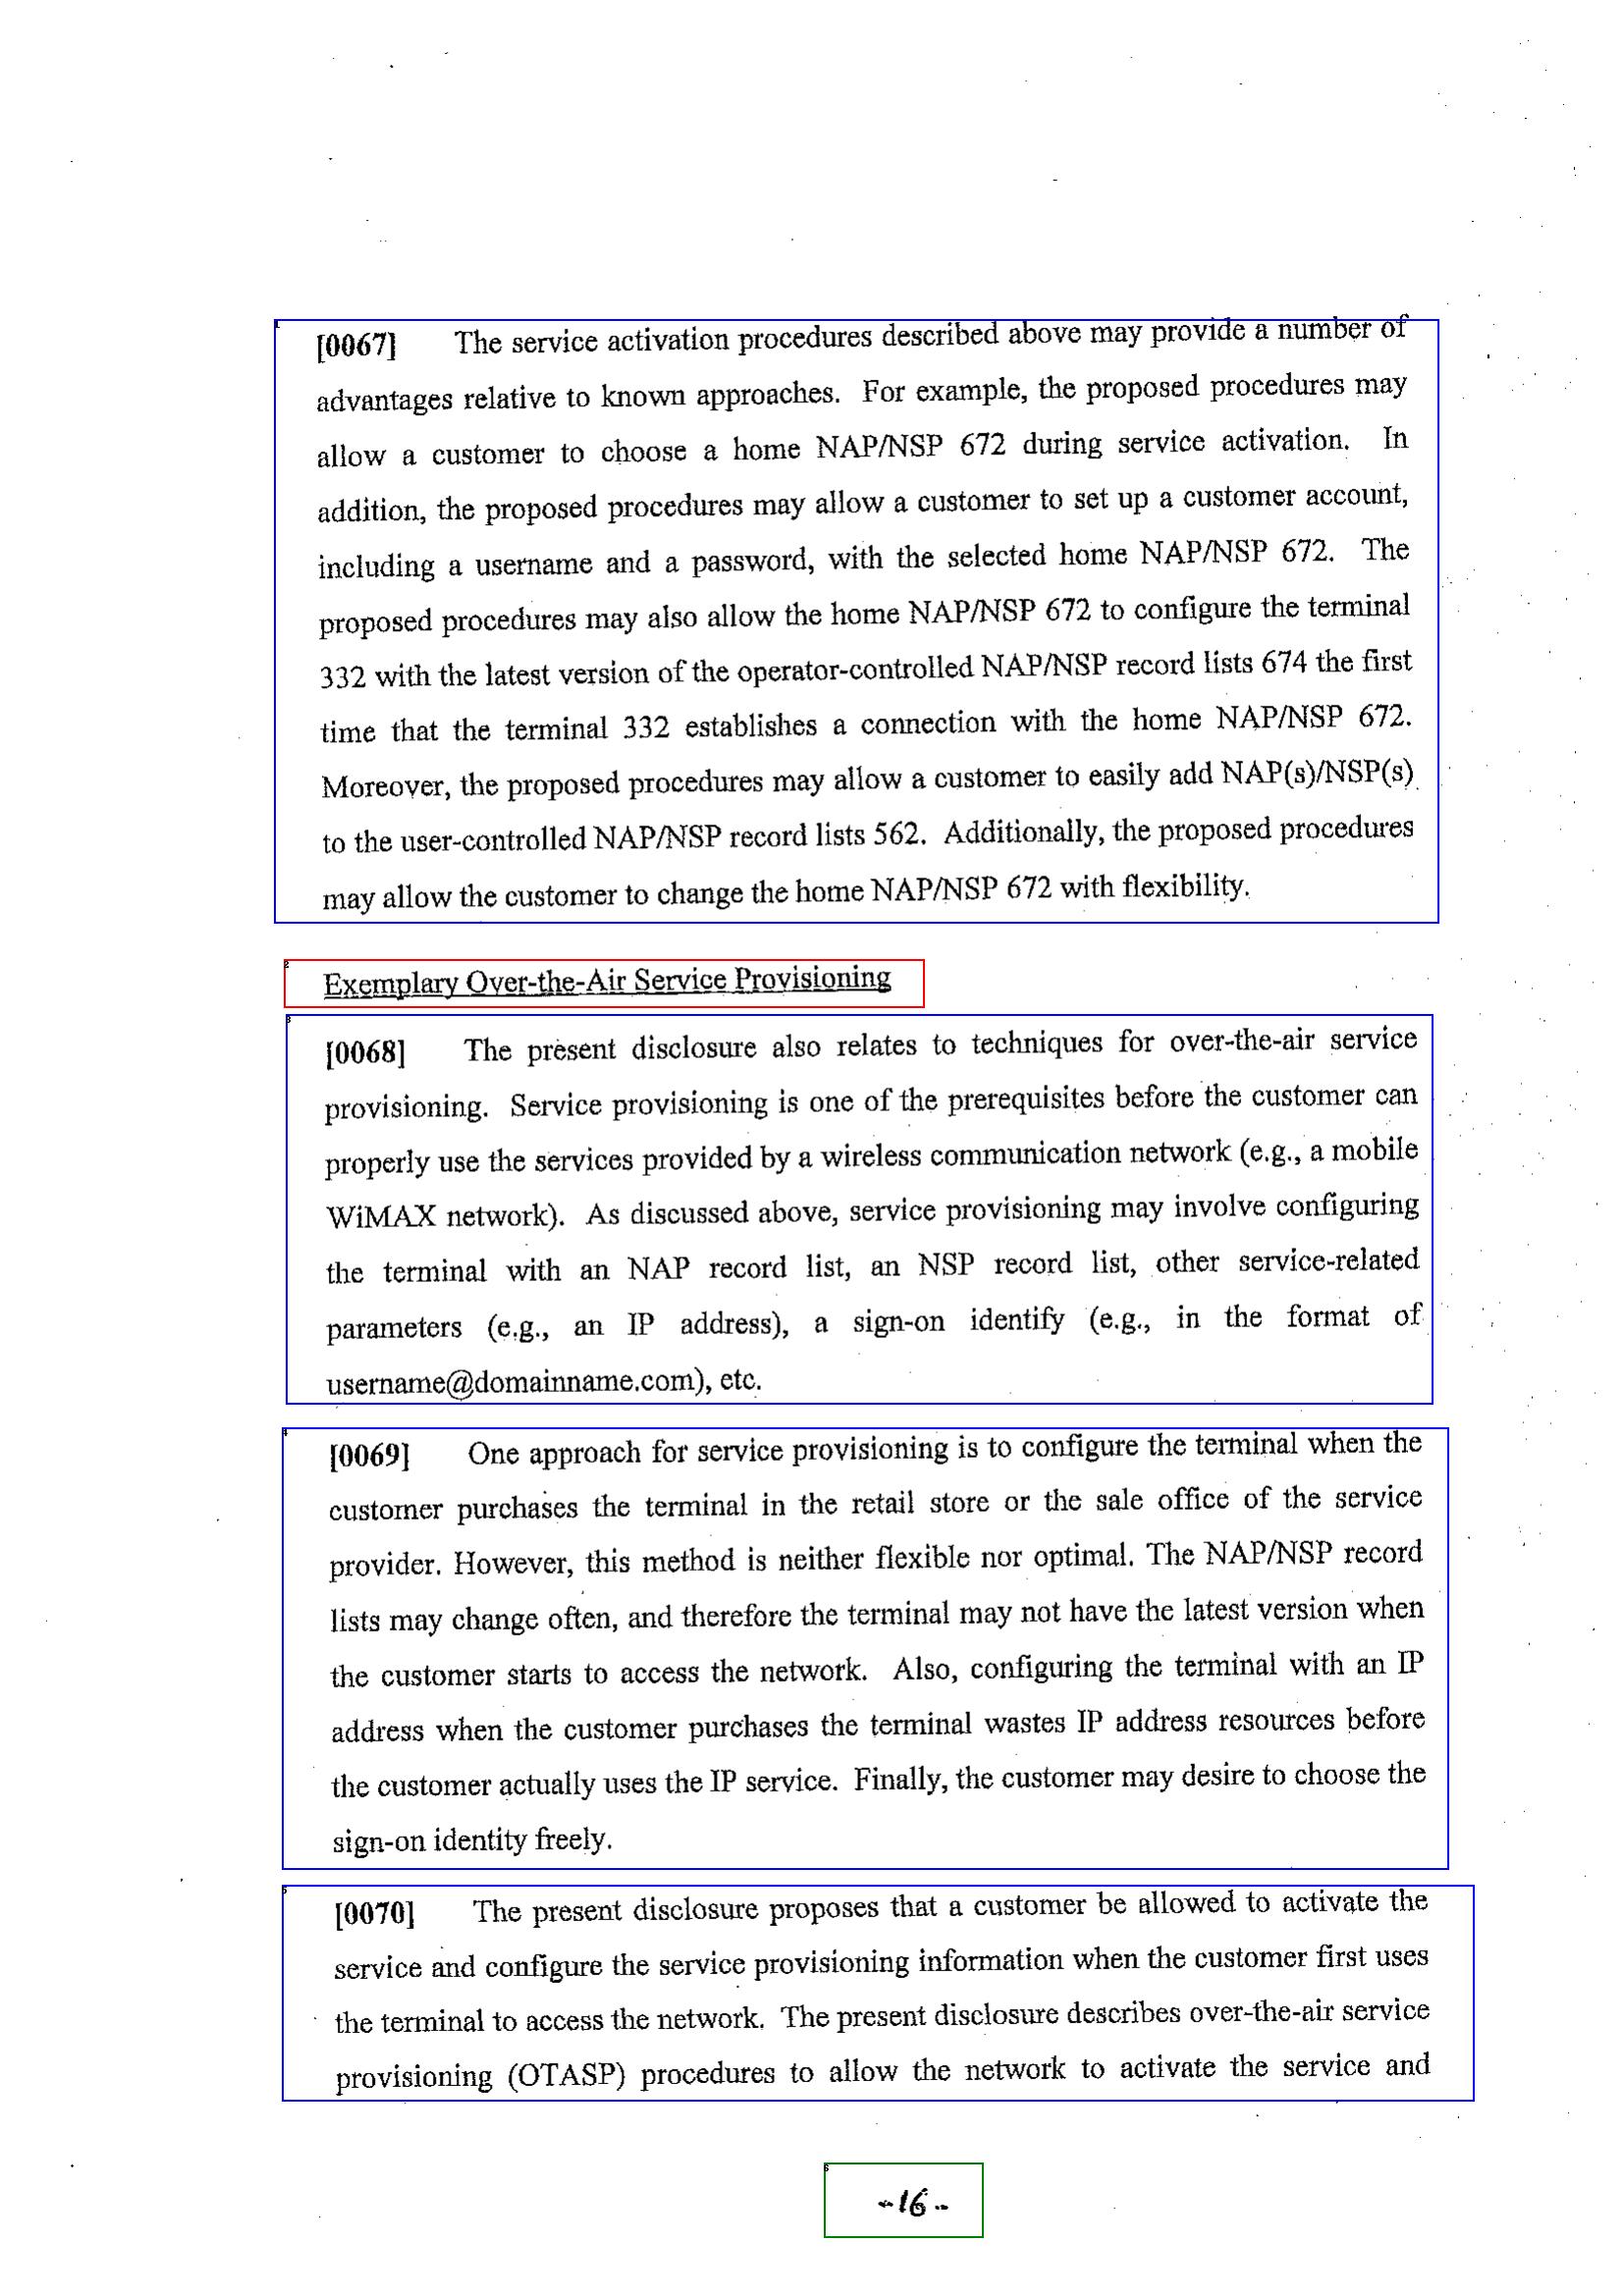 [0067] The service activation procedures described above may provide a number of
advantages relative to known approaches. For example, the proposed procedures may
allow a customer to choose a home NAP/NSP 672 during service activation. In
addition, the proposed procedures may allow a customer to set up a customer account,
including a username and a password, with the selected home NAP/NSP 672. The
proposed procedures may also allow the home NAP/NSP 672 to configure the terminal
332 with the latest version of the operator-controlled NAP/NSP record lists 674 the first
time that the terminal 332 establishes a connection with the home NAP/NSP 672.
Moreover, the proposed procedures may allow a customer to easily add NAP(s)/NSP(s)
to the user-controlled NAP/NSP record lists 562. Additionally, the proposed procedures
may allow the customer to change the home NAP/NSP 672 with flexibility.
Exemplary Over-the-Air Service Provisioning
[0068] The present disclosure also relates to techniques for over-the-air service
provisioning. Service provisioning is one of the prerequisites before the customer can
properly use the services provided by a wireless communication network (e.g., a mobile
WiMAX network). As discussed above, service provisioning may involve configuring
the terminal with an NAP record list, an NSP record list, other service-related
parameters (e.g., an IP address), a sign-on identify (e.g., in the format of
username@domainname.com), etc.
[0069] One approach for service provisioning is to configure the terminal when the
customer purchases the terminal in the retail store or the sale office of the service
provider. However, this method is neither flexible nor optimal. The NAP/NSP record
lists may change often, and therefore the terminal may not have the latest version when
the customer starts to access the network. Also, configuring the terminal with an IP
address when the customer purchases the terminal wastes IP address resources before
the customer actually uses the IP service. Finally, the customer may desire to choose the
sign-on identity freely.
[0070] The present disclosure proposes that a customer be allowed to activate the
service and configure the service provisioning information when the customer first uses
the terminal to access the network. The present disclosure describes over-the-air service
provisioning (OTASP) procedures to allow the network to activate the service and
-16-